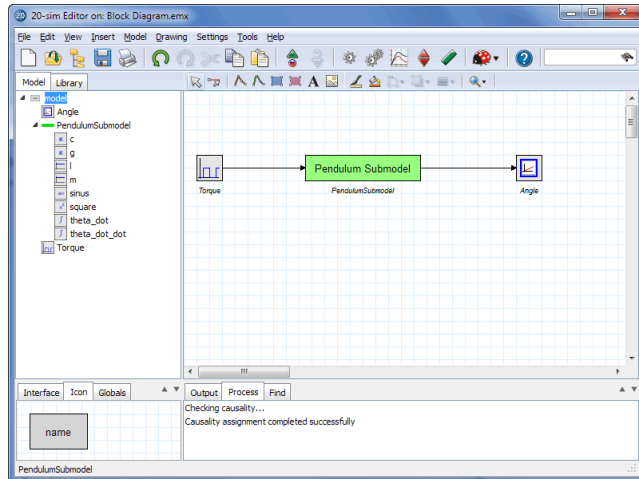 20-sim Editor on: Block Diagram.emx
File Edit View Insert Model Drawing Settings Tools Help
Model Library
model
Angle
PendulumSubmodel
c
g
l
m
sinus
square
theta_dot
theta_dot_dot
Torque
Pendulum Submodel
Torque PendulumSubmodel Angle
Interface Icon Globals
name
Output Process Find
Checking causality...
Causality assignment completed successfully
PendulumSubmodel